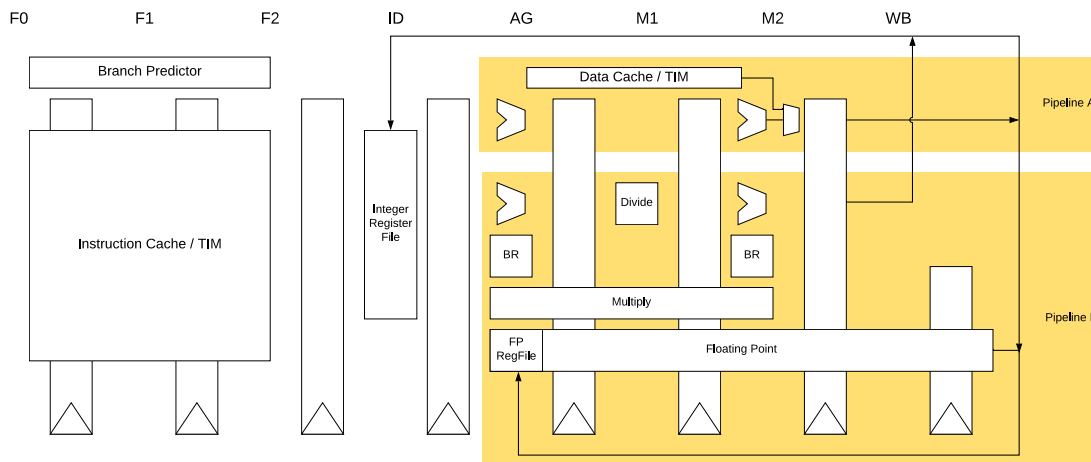 F0 F1 F2 ID AG M1 M2 WB
Branch Predictor
Data Cache / TIM
Pipeline A
Integer
Register
File
Instruction Cache / TIM
Divide
BR
BR
Multiply
Pipeline
FP
RegFile
Floating Point